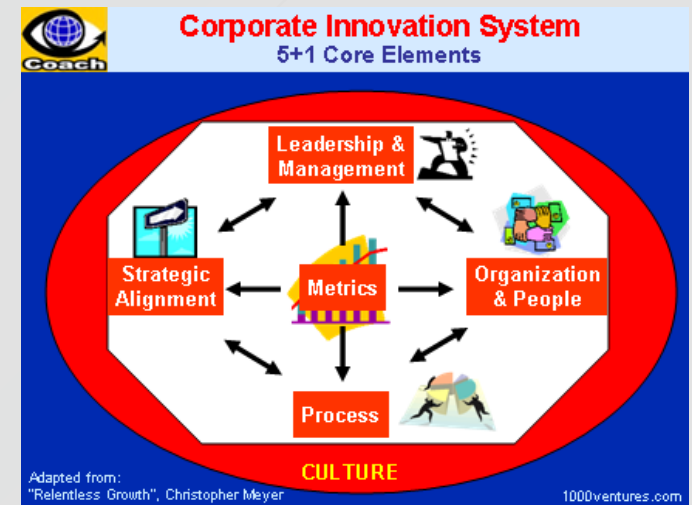 Coach
Corporate Innovation System
5+1 Core Elements
Leadership &
Management
Strategic
Alignment
Metrics
Organization
& People
Process
CULTURE
Adapted from:
"Relentless Growth", Christopher Meyer
1000ventures.com